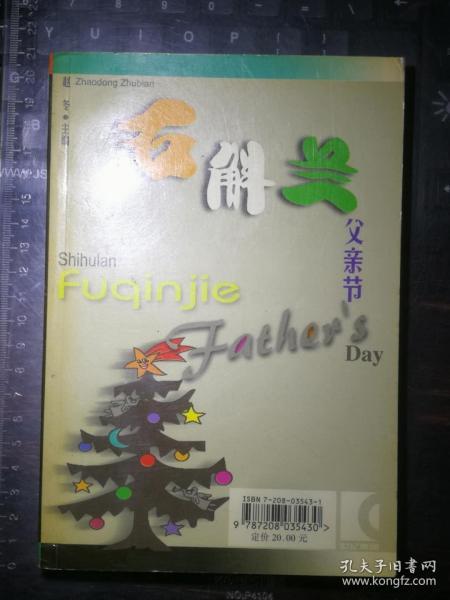 Y U I O P { }
赵冬·主编
Zhaodong Zhubian
石斛兰
父亲节
Shihulan
Fuqinjie
Father's
Day
ISBN 7-208-03543-1
9 787208 035430 >
定价 20.00 元
NO:P4104
孔夫子旧书网
www.kongfz.com